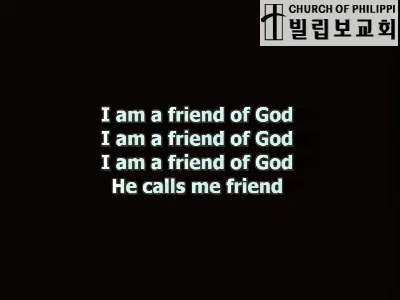 CHURCH OF PHILIPPI
빌립보교회
I am a friend of God
I am a friend of God
I am a friend of God
He calls me friend